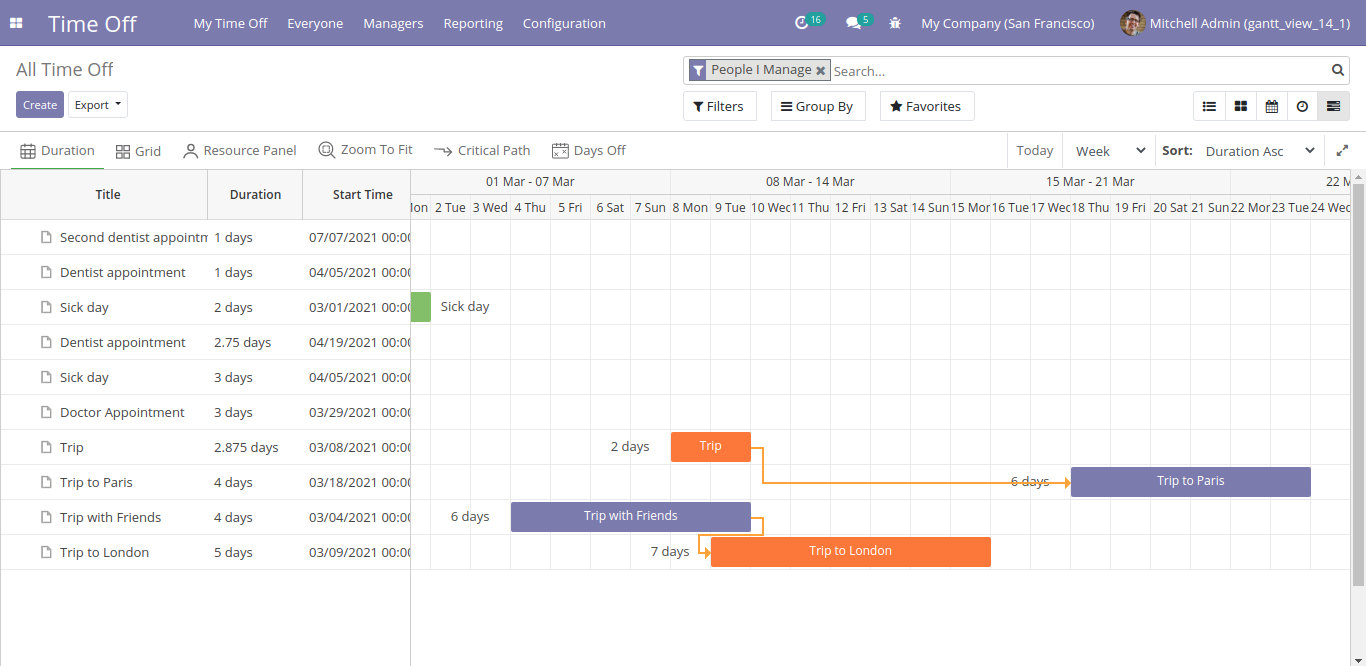 Time Off My Time Off Everyone Managers Reporting Configuration 16 5 My Company (San Francisco) Mitchell Admin (gantt_view_14_1)
All Time Off
People I Manage Search...
Create Export
Filters Group By Favorites
Duration Grid Resource Panel Zoom To Fit Critical Path Days Off Today Week Sort: Duration Asc
Title Duration Start Time
01 Mar - 07 Mar 08 Mar - 14 Mar 15 Mar - 21 Mar 22 M
lon 2 Tue 3 Wed 4 Thu 5 Fri 6 Sat 7 Sun 8 Mon 9 Tue 10 Wed 11 Thu 12 Fri 13 Sat 14 Sun 15 Mon 16 Tue 17 Wed 18 Thu 19 Fri 20 Sat 21 Sun 22 Mon 23 Tue 24 Wed
Second dentist appointm 1 days 07/07/2021 00:00
Dentist appointment 1 days 04/05/2021 00:00
Sick day 2 days 03/01/2021 00:00 Sick day
Dentist appointment 2.75 days 04/19/2021 00:00
Sick day 3 days 04/05/2021 00:00
Doctor Appointment 3 days 03/29/2021 00:00
Trip 2.875 days 03/08/2021 00:00 2 days Trip
Trip to Paris 4 days 03/18/2021 00:00 6 days Trip to Paris
Trip with Friends 4 days 03/04/2021 00:00 6 days Trip with Friends
Trip to London 5 days 03/09/2021 00:00 7 days Trip to London